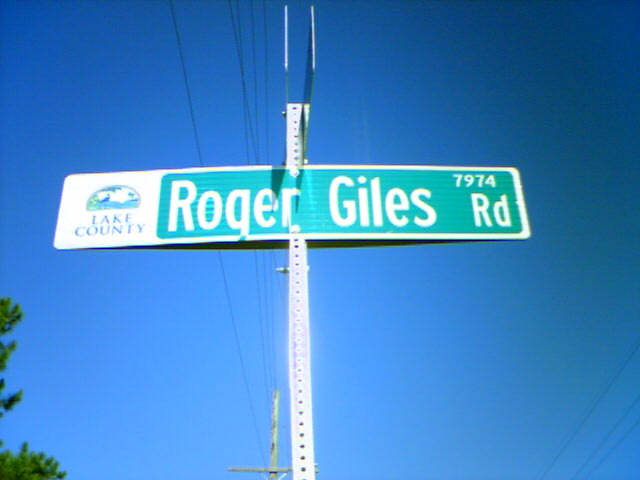 LAKE
COUNTY
Roger Giles Rd
7974